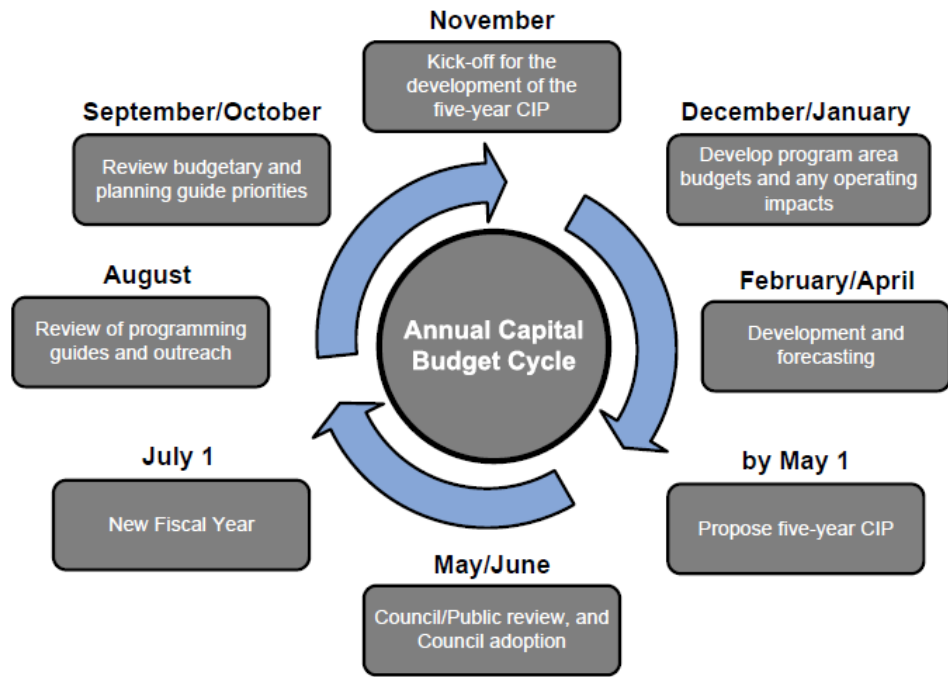 November
Kick-off for the
development of the
five-year CIP
December/January
Develop program area
budgets and any operating
impacts
February/April
Development and
forecasting
by May 1
Propose five-year CIP
May/June
Council/Public review, and
Council adoption
July 1
New Fiscal Year
August
Review of programming
guides and outreach
September/October
Review budgetary and
planning guide priorities
Annual Capital
Budget Cycle